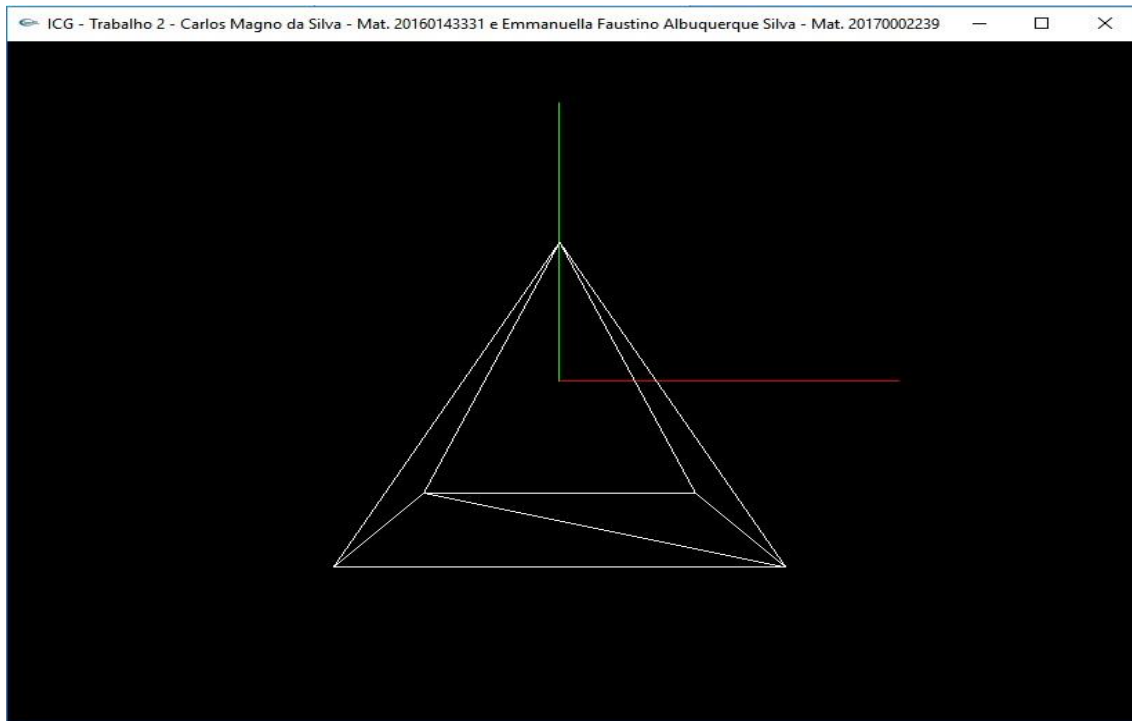 ICG - Trabalho 2 - Carlos Magno da Silva - Mat. 20160143331 e Emmanuella Faustino Albuquerque Silva - Mat. 20170002239